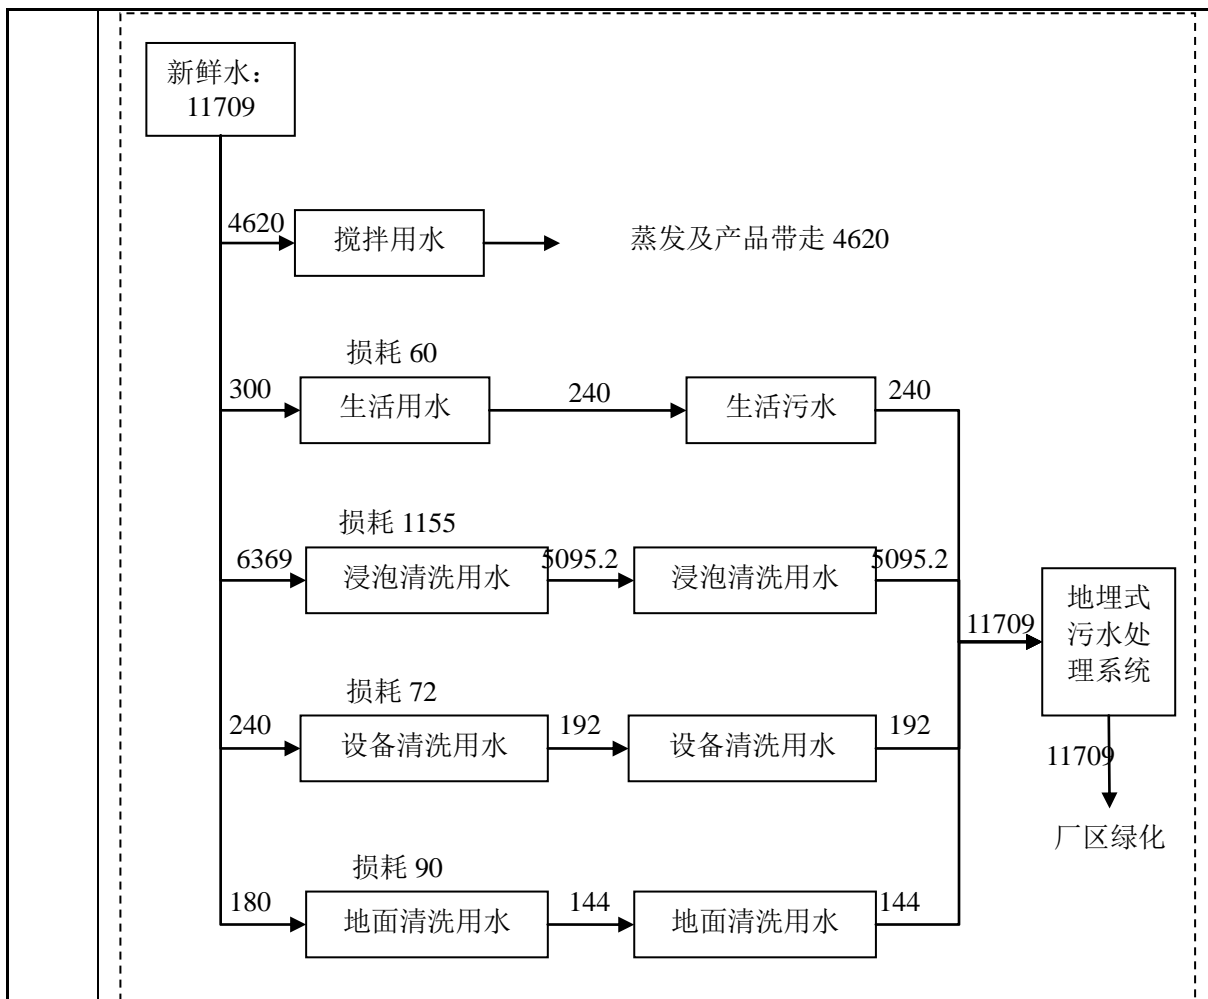 新鲜水：
11709
4620
搅拌用水
蒸发及产品带走 4620
损耗 60
300
生活用水
240
生活污水
240
损耗 1155
6369
浸泡清洗用水
5095.2
浸泡清洗用水
5095.2
11709
地埋式
污水处
理系统
损耗 72
240
设备清洗用水
192
设备清洗用水
192
11709
厂区绿化
损耗 90
180
地面清洗用水
144
地面清洗用水
144